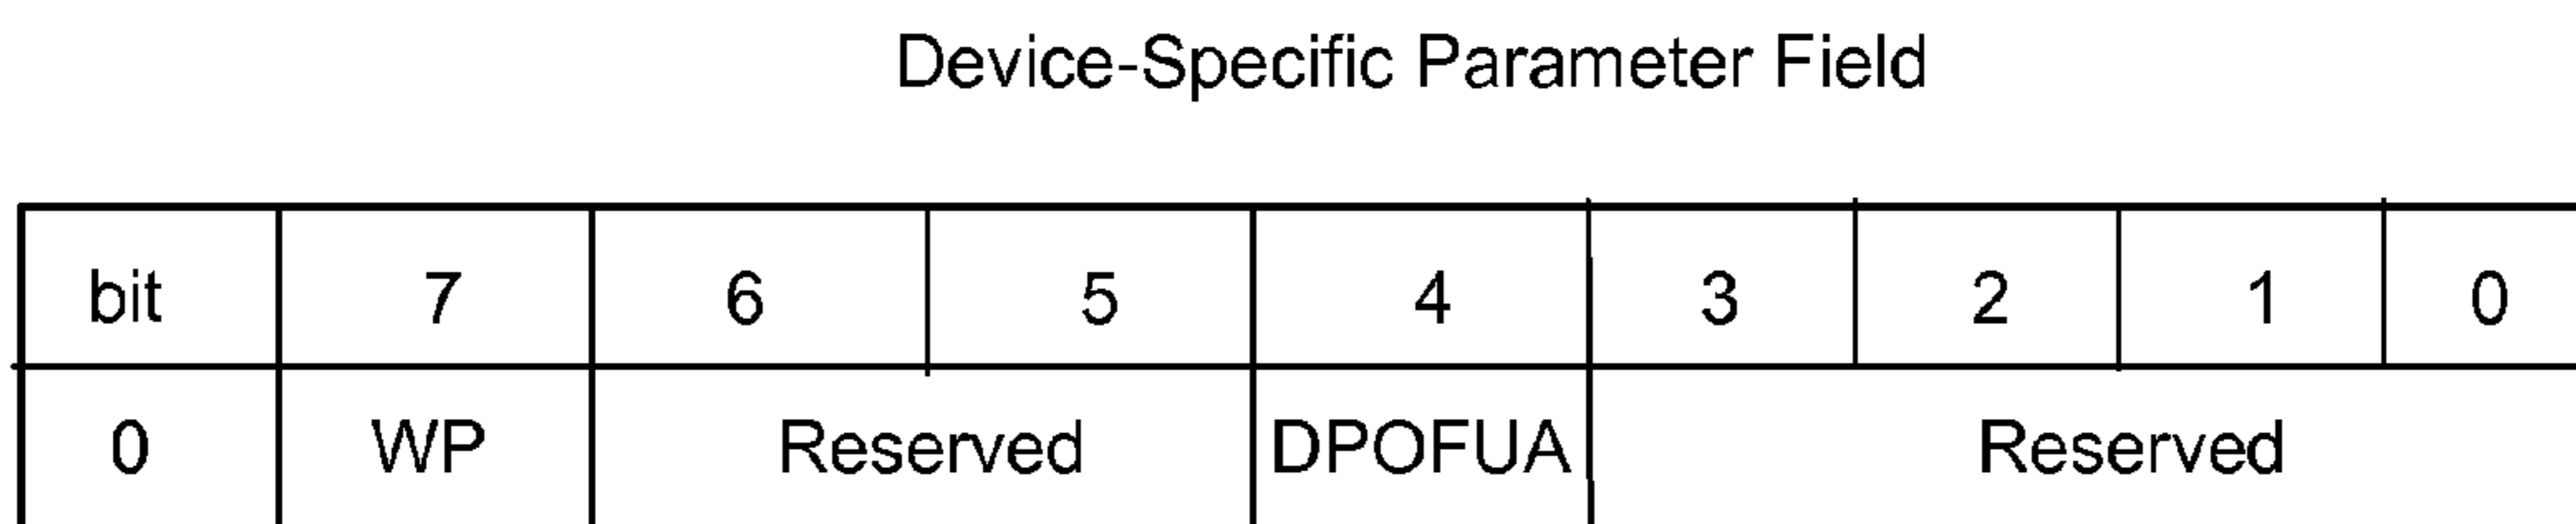 Device-Specific Parameter Field
bit 7 6 5 4 3 2 1 0
0 WP Reserved DPOFUA Reserved